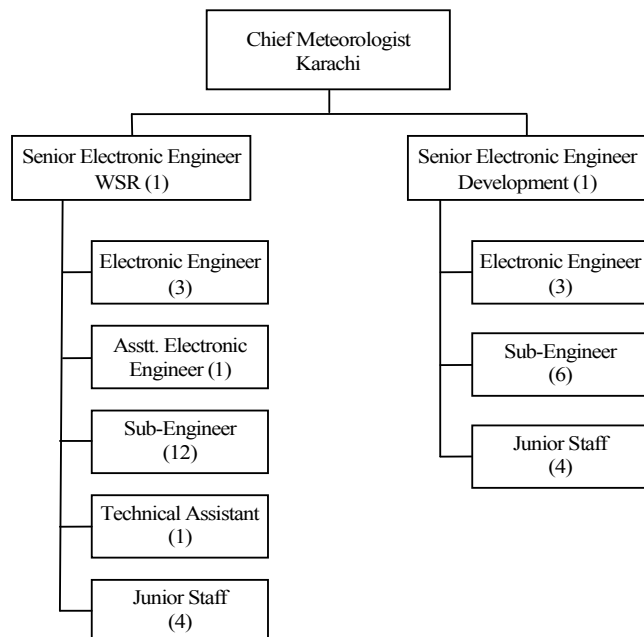 Chief Meteorologist
Karachi
Senior Electronic Engineer
WSR (1)
Electronic Engineer
(3)
Asstt. Electronic
Engineer (1)
Sub-Engineer
(12)
Technical Assistant
(1)
Junior Staff
(4)
Senior Electronic Engineer
Development (1)
Electronic Engineer
(3)
Sub-Engineer
(6)
Junior Staff
(4)